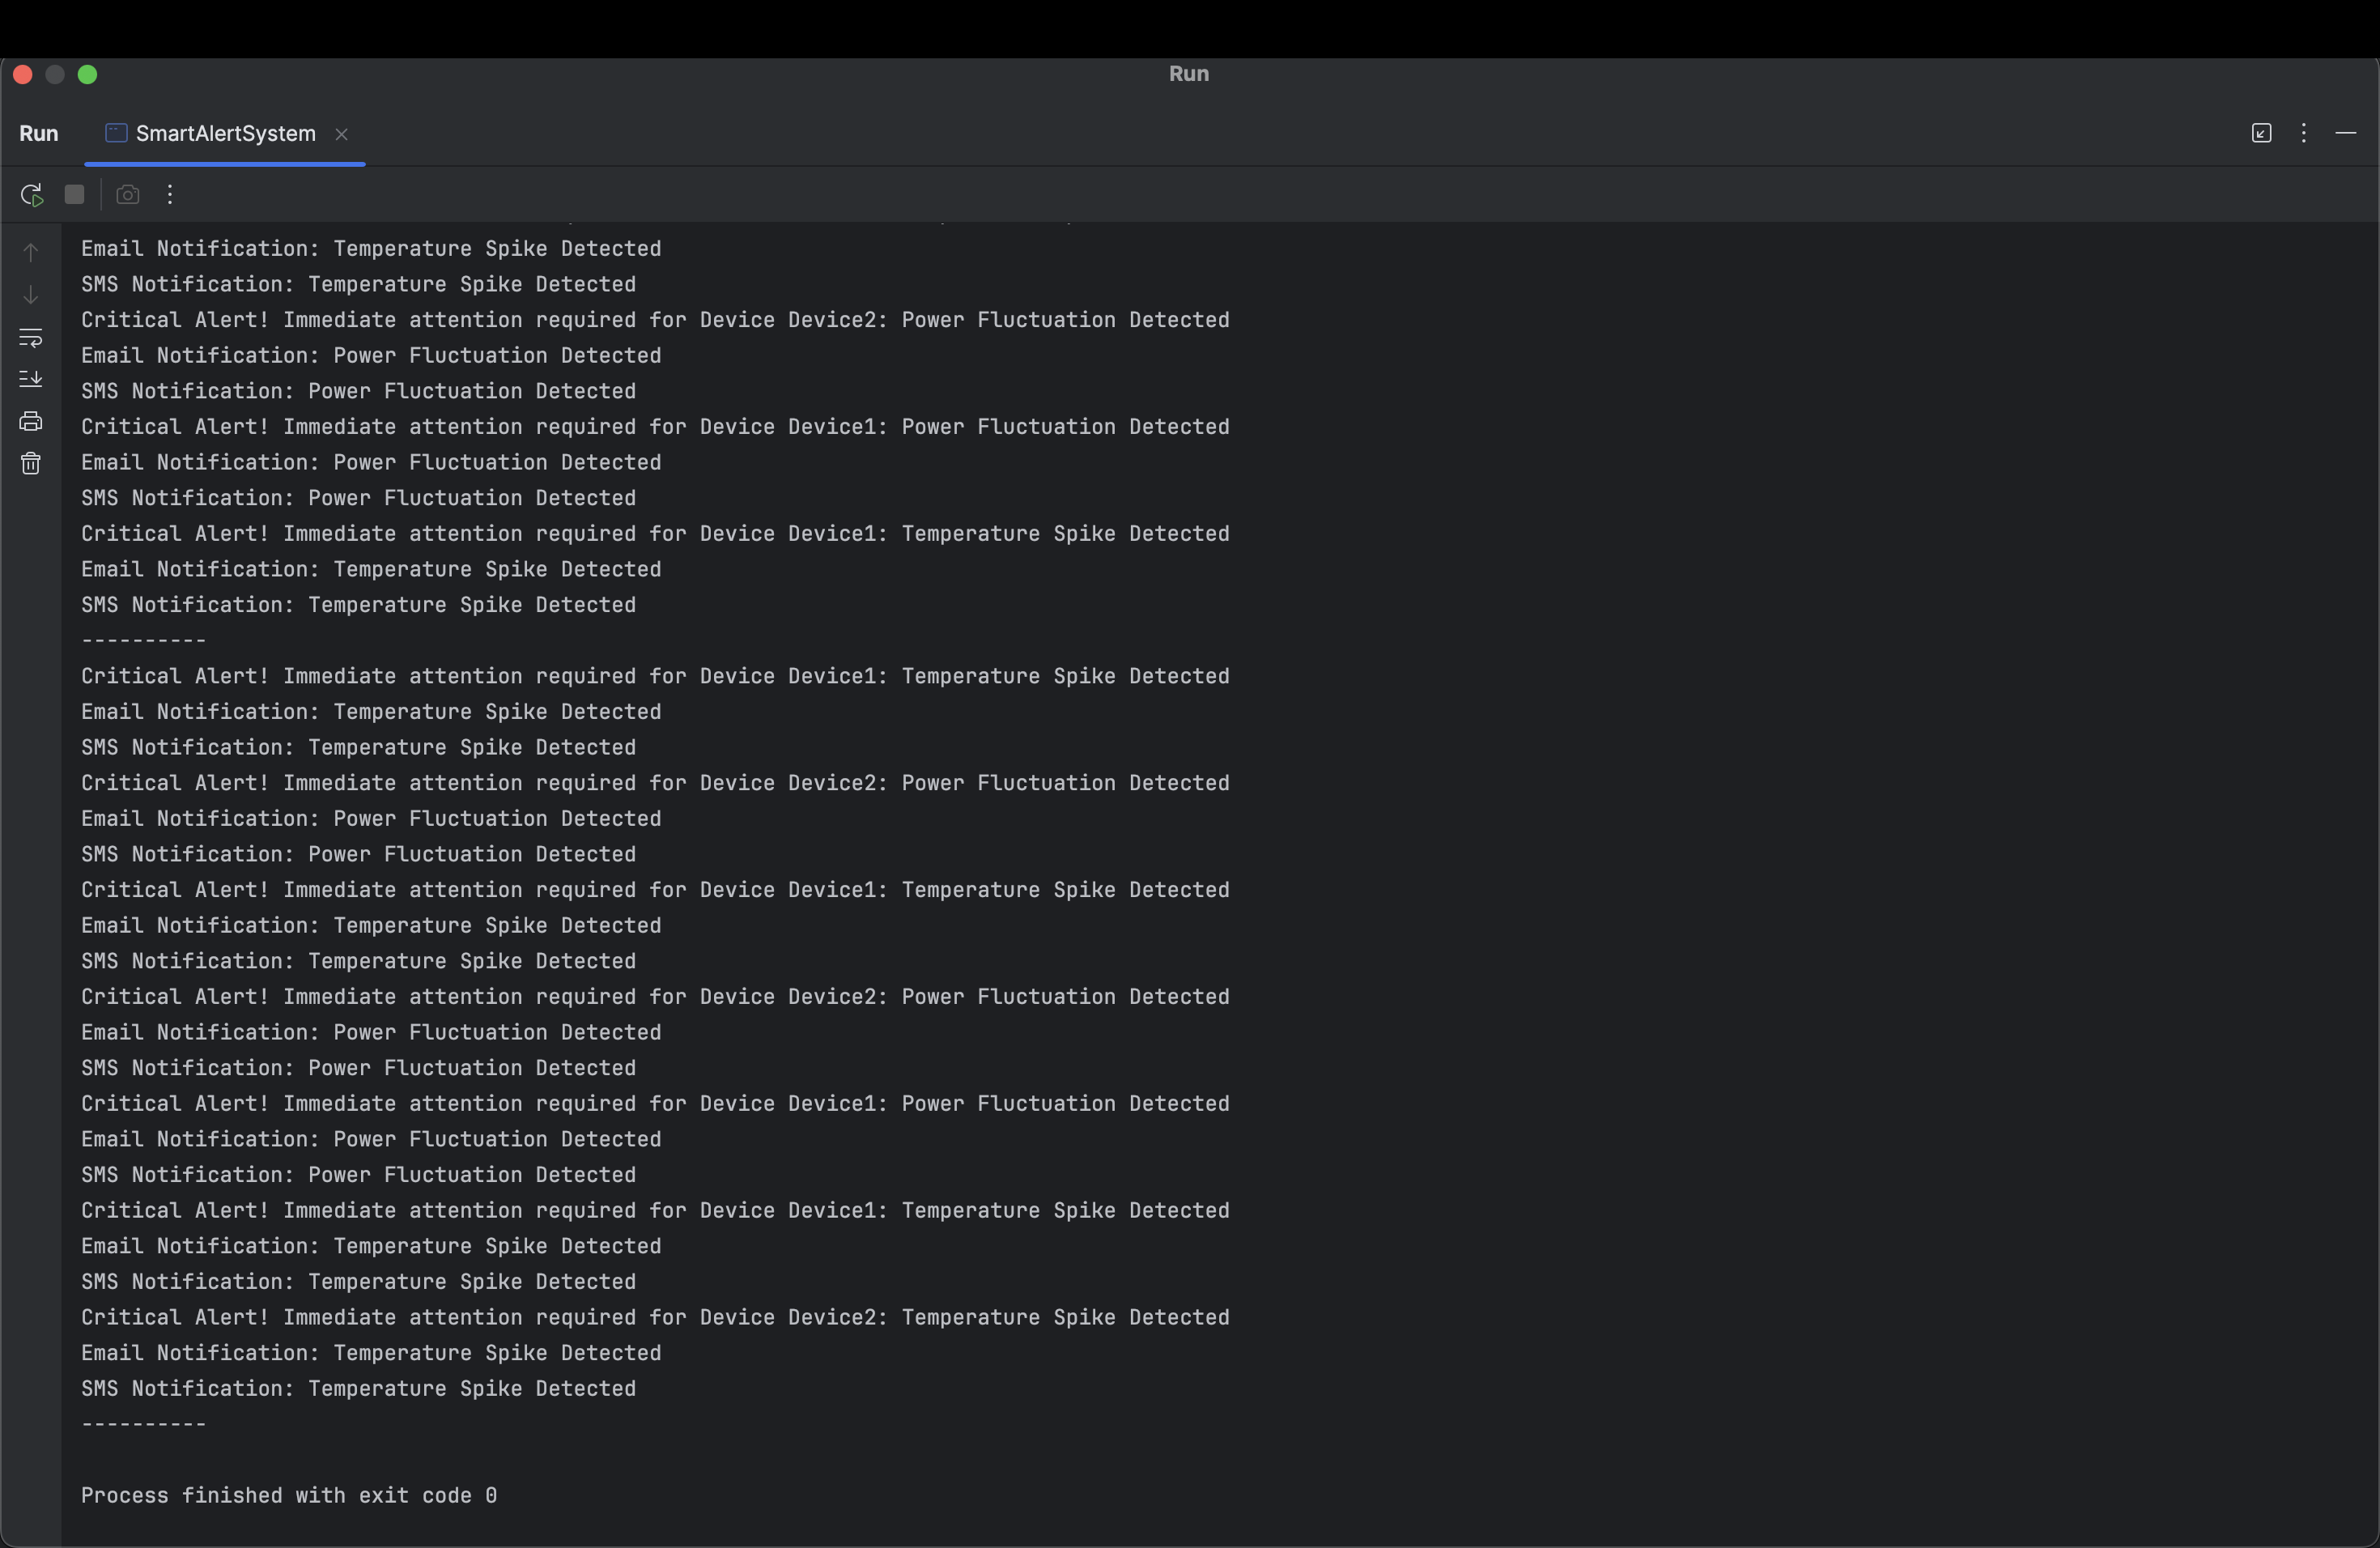 Run
Run SmartAlertSystem
Email Notification: Temperature Spike Detected
SMS Notification: Temperature Spike Detected
Critical Alert! Immediate attention required for Device Device2: Power Fluctuation Detected
Email Notification: Power Fluctuation Detected
SMS Notification: Power Fluctuation Detected
Critical Alert! Immediate attention required for Device Device1: Power Fluctuation Detected
Email Notification: Power Fluctuation Detected
SMS Notification: Power Fluctuation Detected
Critical Alert! Immediate attention required for Device Device1: Temperature Spike Detected
Email Notification: Temperature Spike Detected
SMS Notification: Temperature Spike Detected
----------
Critical Alert! Immediate attention required for Device Device1: Temperature Spike Detected
Email Notification: Temperature Spike Detected
SMS Notification: Temperature Spike Detected
Critical Alert! Immediate attention required for Device Device2: Power Fluctuation Detected
Email Notification: Power Fluctuation Detected
SMS Notification: Power Fluctuation Detected
Critical Alert! Immediate attention required for Device Device1: Temperature Spike Detected
Email Notification: Temperature Spike Detected
SMS Notification: Temperature Spike Detected
Critical Alert! Immediate attention required for Device Device2: Power Fluctuation Detected
Email Notification: Power Fluctuation Detected
SMS Notification: Power Fluctuation Detected
Critical Alert! Immediate attention required for Device Device1: Power Fluctuation Detected
Email Notification: Power Fluctuation Detected
SMS Notification: Power Fluctuation Detected
Critical Alert! Immediate attention required for Device Device1: Temperature Spike Detected
Email Notification: Temperature Spike Detected
SMS Notification: Temperature Spike Detected
Critical Alert! Immediate attention required for Device Device2: Temperature Spike Detected
Email Notification: Temperature Spike Detected
SMS Notification: Temperature Spike Detected
----------
Process finished with exit code 0